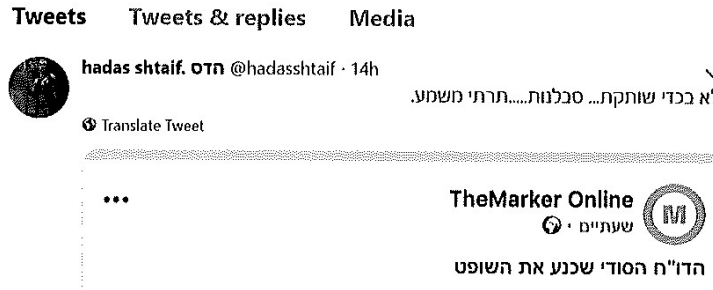 Tweets Tweets & replies Media
hadas shtaif. הדס @hadasshtaif · 14h
לא בכדי שותקת... סבלנות.....תרתי משמע.
Translate Tweet
TheMarker Online
M
שעתיים ·
הדו"ח הסודי שכנע את השופט